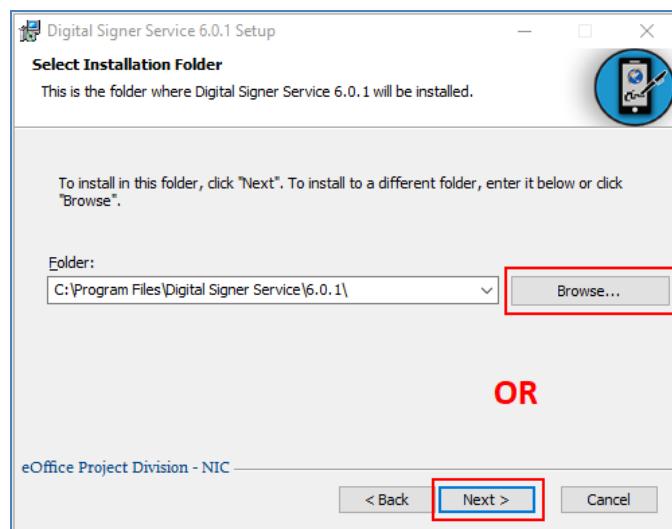 Digital Signer Service 6.0.1 Setup
Select Installation Folder
This is the folder where Digital Signer Service 6.0.1 will be installed.
To install in this folder, click "Next". To install to a different folder, enter it below or click
"Browse".
Folder:
C:\Program Files\Digital Signer Service\6.0.1\
Browse...
OR
eOffice Project Division - NIC
< Back
Next >
Cancel